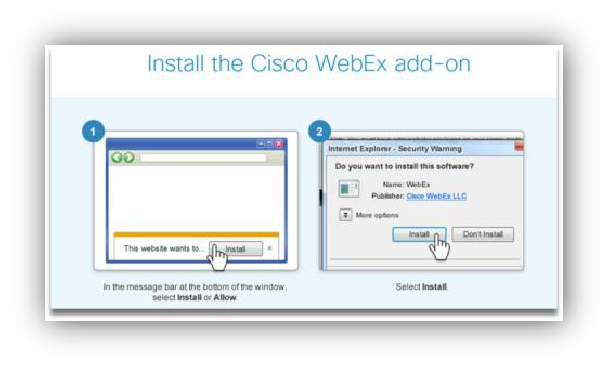 Install the Cisco WebEx add-on
1
2
This website wants to...
Install
×
In the message bar at the bottom of the window,
select Install or Allow.
Internet Explorer - Security Warning
Do you want to install this software?
Name: WebEx
Publisher: Cisco WebEx LLC
More options
Install
Don't Install
Select Install.